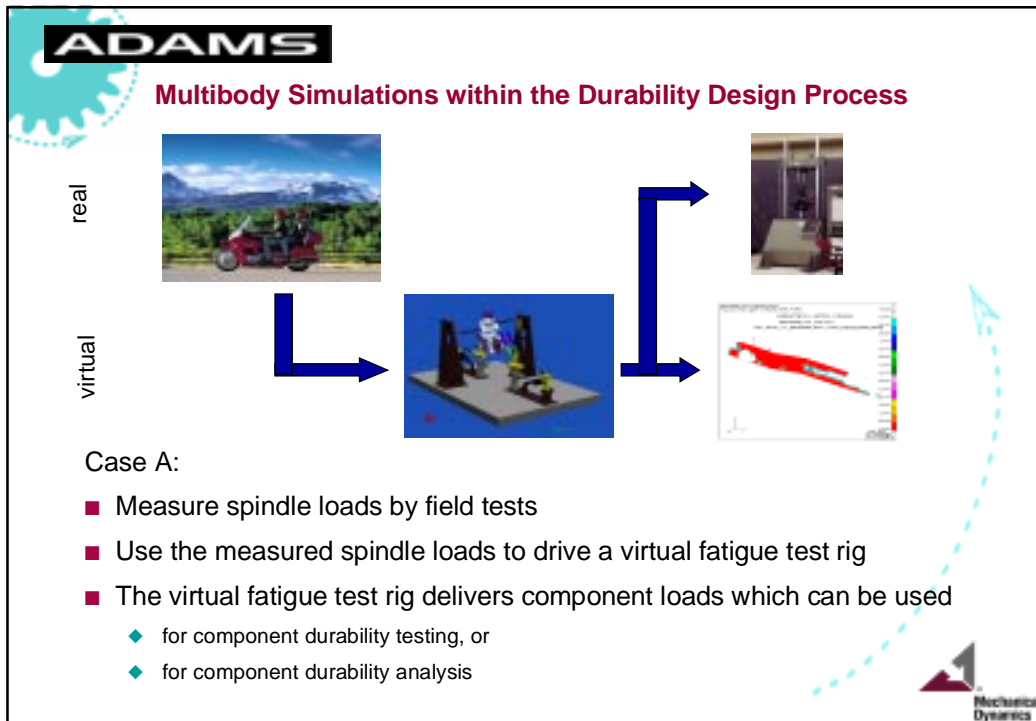 ADAMS
Multibody Simulations within the Durability Design Process
real
virtual
Case A:
Measure spindle loads by field tests
Use the measured spindle loads to drive a virtual fatigue test rig
The virtual fatigue test rig delivers component loads which can be used
for component durability testing, or
for component durability analysis
Mechanical
Dynamics